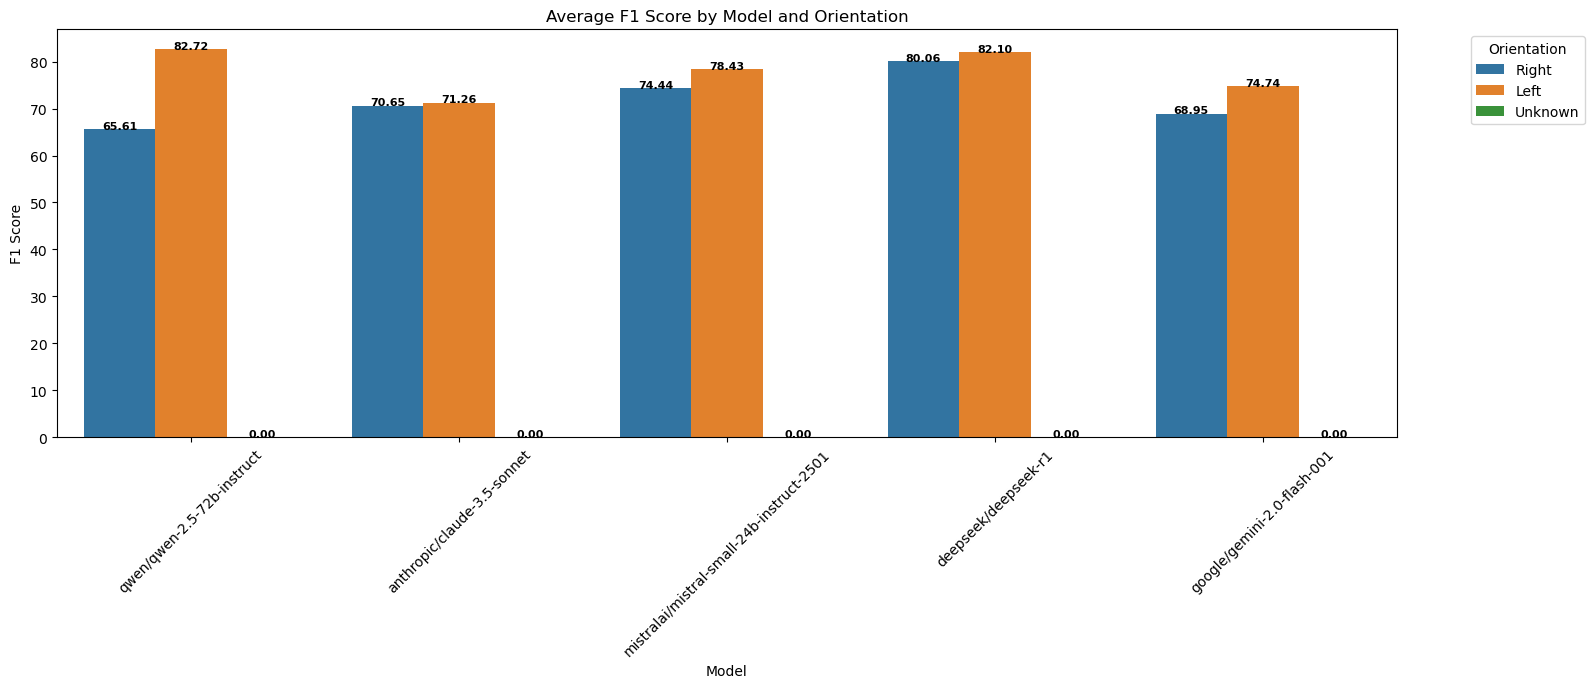 Average F1 Score by Model and Orientation
Orientation
Right
Left
Unknown
F1 Score
80
70
60
50
40
30
20
10
0
65.61
82.72
0.00
70.65
71.26
0.00
74.44
78.43
0.00
80.06
82.10
0.00
68.95
74.74
0.00
qwen/qwen-2.5-72b-instruct
anthropic/claude-3.5-sonnet
mistralai/mistral-small-24b-instruct-2501
deepseek/deepseek-r1
google/gemini-2.0-flash-001
Model